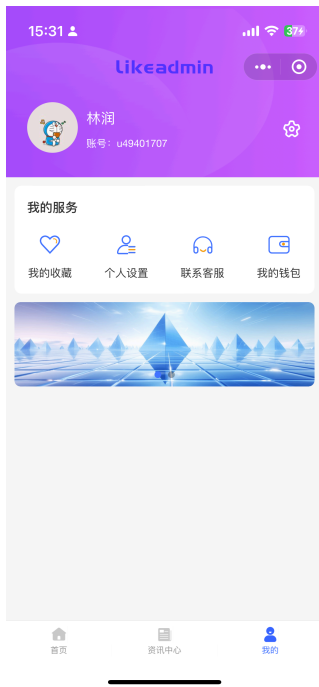 15:31
37
likeadmin
林润
账号：u49401707
我的服务
我的收藏 个人设置 联系客服 我的钱包
首页 资讯中心 我的